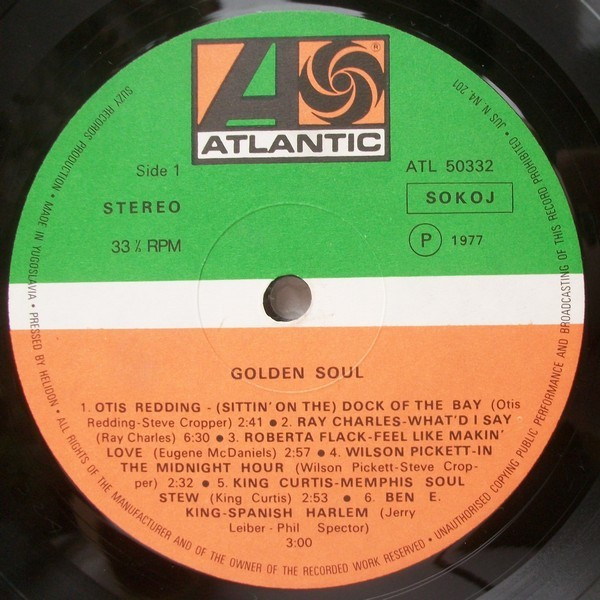 ®
ATLANTIC
Side 1
ATL 50332
STEREO
SOKOJ
33⅓ RPM
P 1977
GOLDEN SOUL
1. OTIS REDDING - (SITTIN' ON THE) DOCK OF THE BAY (Otis
Redding-Steve Cropper) 2:41 ● 2. RAY CHARLES-WHAT'D I SAY
(Ray Charles) 6:30 ● 3. ROBERTA FLACK-FEEL LIKE MAKIN'
LOVE (Eugene McDaniels) 2:57 ● 4. WILSON PICKETT-IN
THE MIDNIGHT HOUR (Wilson Pickett-Steve Crop-
per) 2:32 ● 5. KING CURTIS-MEMPHIS SOUL
STEW (King Curtis) 2:53 ● 6. BEN E.
KING-SPANISH HARLEM (Jerry
Leiber-Phil Spector)
3:00
SUZY RECORDS PRODUCTION • MADE IN YUGOSLAVIA • PRESSED BY HELIDON • ALL RIGHTS OF THE MANUFACTURER AND OF THE OWNER OF THE RECORDED WORK RESERVED • UNAUTHORISED COPYING PUBLIC PERFORMANCE AND BROADCASTING OF THIS RECORD PROHIBITED • JUS N. N4. 201